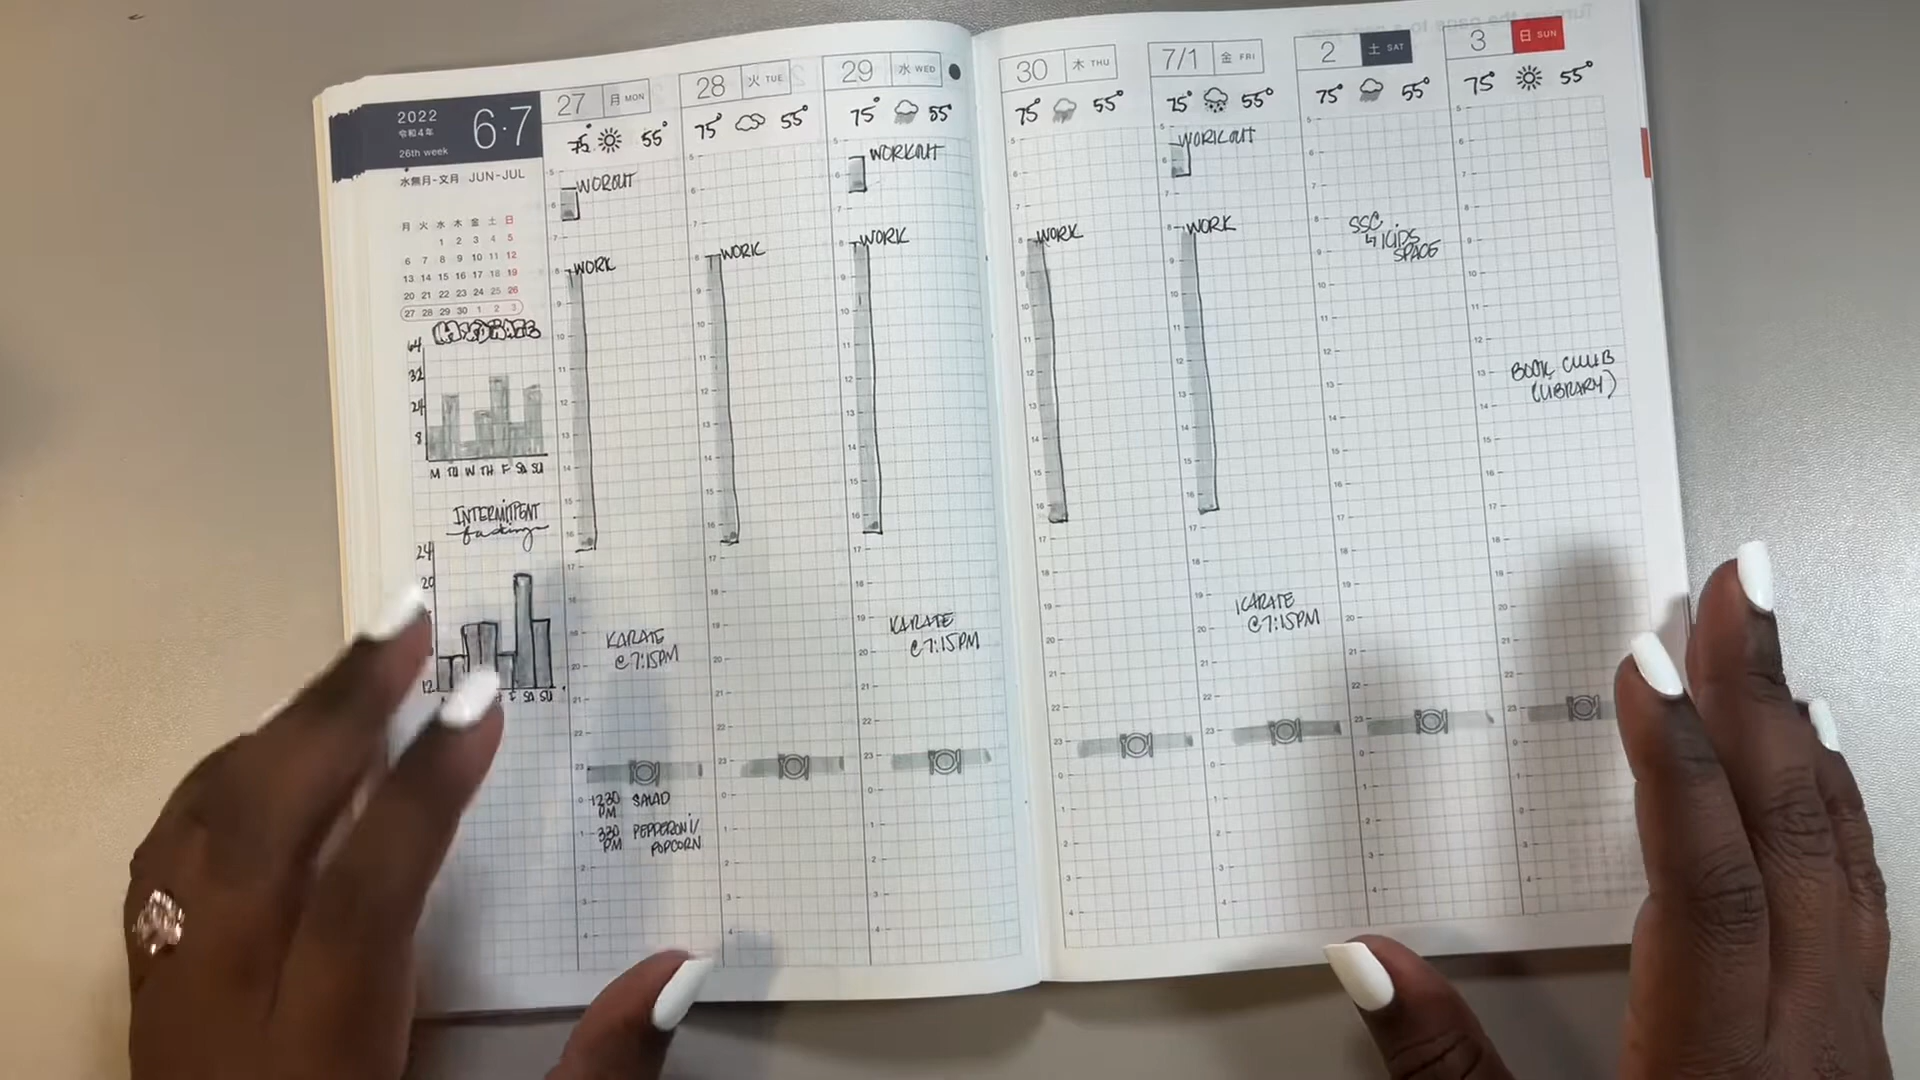 2022
令和4年
26th week
6·7
水無月-文月 JUN-JUL
月 火 水 木 金 土 日
1 2 3 4 5
6 7 8 9 10 11 12
13 14 15 16 17 18 19
20 21 22 23 24 25 26
27 28 29 30 1 2 3
HYDRATE
64
32
24
8
M TU W TH F SA SU
INTERMITPENT
fasting
24
20
12
SA SU
27 月 MON
75° 55°
WOROUT
WORK
KARATE
@7:15PM
1230 PM SALAD
330 PM PEPPERONI/
POPCORN
28 火 TUE
75° 55°
WORK
29 水 WED
75° 55°
WORKOUT
WORK
KARATE
@7:15PM
30 木 THU
75° 55°
WORK
7/1 金 FRI
75° 55°
WORKOUT
WORK
KARATE
@7:15PM
2 土 SAT
75° 55°
SSC
↳ KIDS
SPACE
3 日 SUN
75° 55°
BOOK CLUB
(LIBRARY)